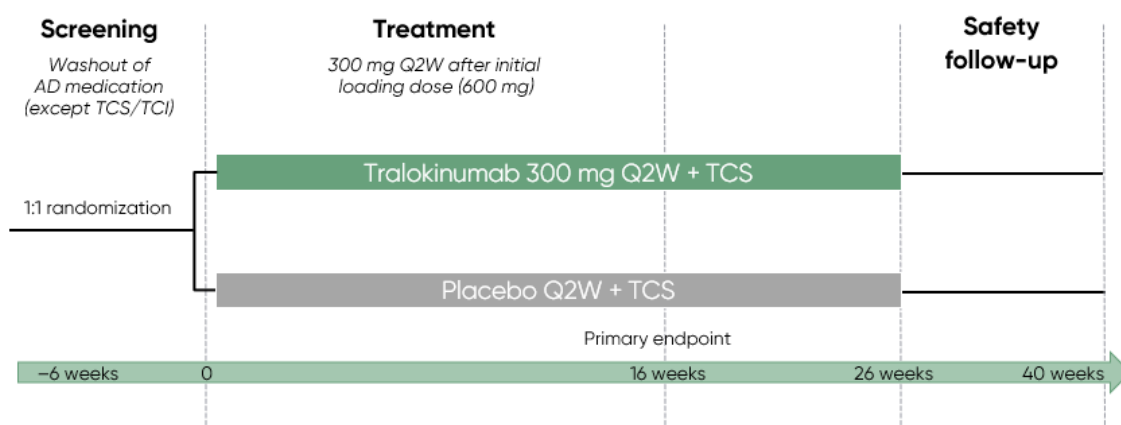 Screening
Washout of
AD medication
(except TCS/TCI)
Treatment
300 mg Q2W after initial
loading dose (600 mg)
Safety
follow-up
1:1 randomization
Tralokinumab 300 mg Q2W + TCS
Placebo Q2W + TCS
Primary endpoint
–6 weeks 0 16 weeks 26 weeks 40 weeks